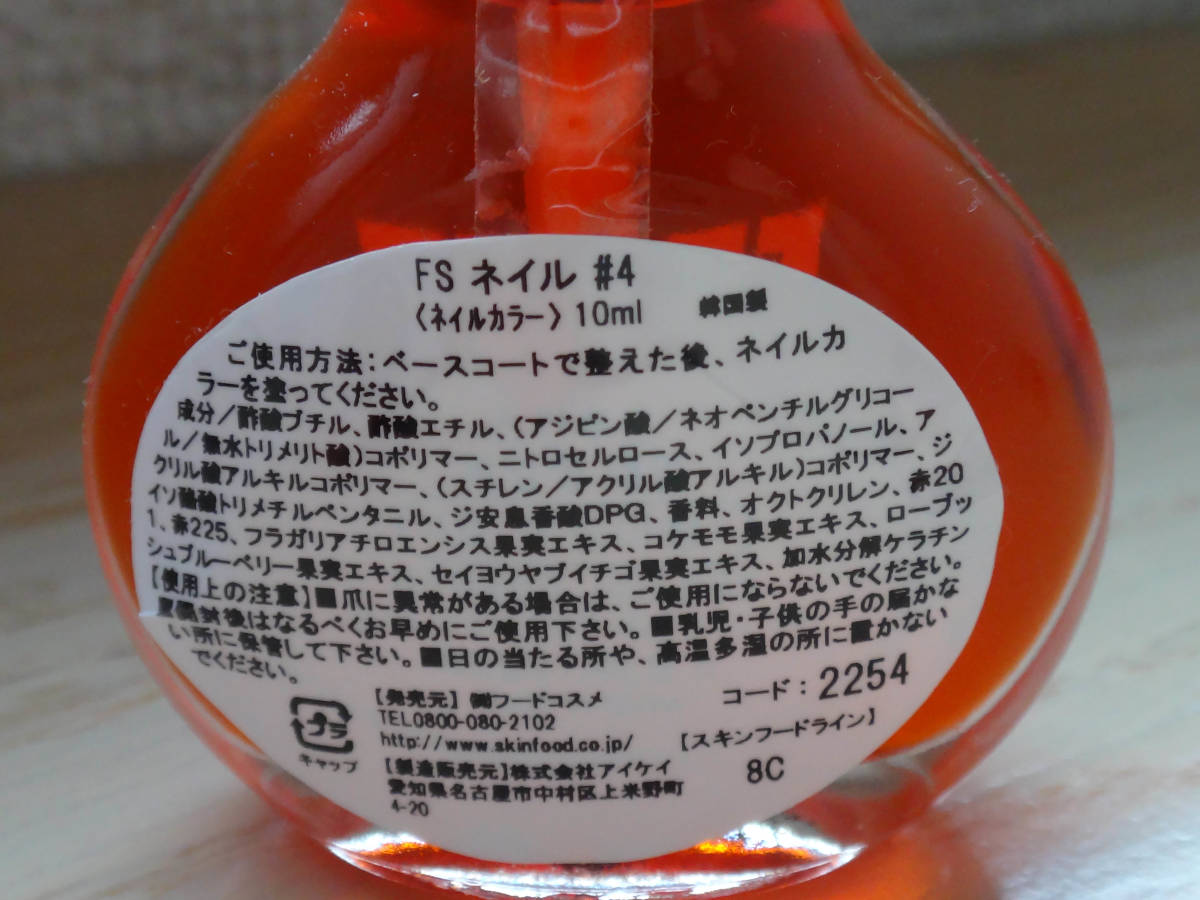 FS ネイル #4
〈ネイルカラー〉10ml 韓国製
ご使用方法:ベースコートで整えた後、ネイルカ
ラーを塗ってください。
成分/酢酸ブチル、酢酸エチル、(アジピン酸/ネオペンチルグリコー
ル/無水トリメリト酸)コポリマー、ニトロセルロース、イソプロパノール、ア
クリル酸アルキルコポリマー、(スチレン/アクリル酸アルキル)コポリマー、ジ
イソ酪酸トリメチルペンタニル、ジ安息香酸DPG、香料、オクトクリレン、赤20
1、赤225、フラガリアチロエンシス果実エキス、コケモモ果実エキス、ローブッ
シュブルーベリー果実エキス、セイヨウヤブイチゴ果実エキス、加水分解ケラチン
【使用上の注意】■爪に異常がある場合は、ご使用にならないでください。
■開封後はなるべくお早めにご使用下さい。■乳児・子供の手の届かな
い所に保管して下さい。■日の当たる所や、高温多湿の所に置かない
でください。
プラ
キャップ
【発売元】㈱フードコスメ
TEL0800-080-2102
http://www.skinfood.co.jp/
【製造販売元】株式会社アイケイ
愛知県名古屋市中村区上米野町
4-20
コード:2254
【スキンフードライン】
8C